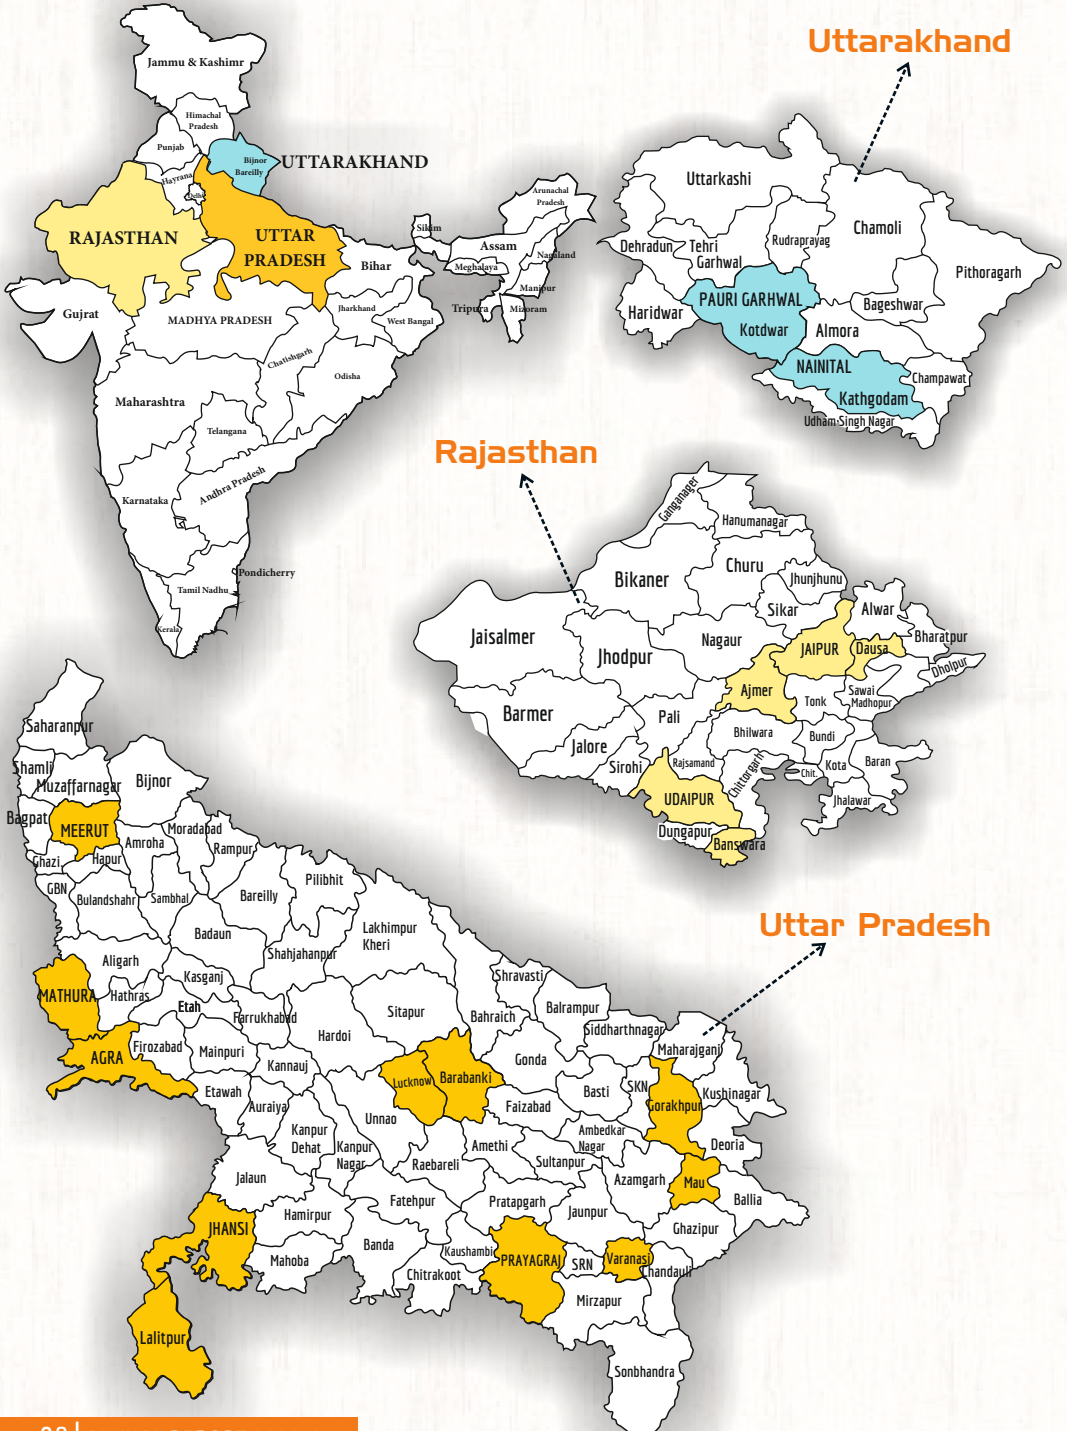 Jammu & Kashimr
Himachal
Pradesh
Punjab
Hayrana
Delhi
Bijnor
Bareilly
UTTARAKHAND
RAJASTHAN
UTTAR
PRADESH
Bihar
Sikim
Arunachal
Pradesh
Assam
Nagaland
Meghalaya
Manipur
Tripura
Mizoram
Gujrat
MADHYA PRADESH
Jharkhand
West Bangal
Chatishgarh
Odisha
Maharashtra
Telangana
Andhra Pradesh
Karnataka
Pondicherry
Tamil Nadhu
Kerala
Uttarakhand
Uttarkashi
Chamoli
Rudraprayag
Dehradun
Tehri
Garhwal
Pithoragarh
Haridwar
PAURI GARHWAL
Kotdwar
Bageshwar
Almora
NAINITAL
Kathgodam
Champawat
Udham Singh Nagar
Rajasthan
Ganganager
Hanumanagar
Bikaner
Churu
Jhunjhunu
Sikar
Alwar
Jaisalmer
Jhodpur
Nagaur
JAIPUR
Dausa
Bharatpur
Dholpur
Ajmer
Tonk
Sawai
Madhopur
Barmer
Pali
Bhilwara
Bundi
Jalore
Sirohi
Rajsamand
Chittorgarh
Chit.
Kota
Baran
Jhalawar
UDAIPUR
Dungapur
Banswara
Uttar Pradesh
Saharanpur
Shamli
Muzaffarnagar
Bijnor
Bagpat
MEERUT
Moradabad
Amroha
Rampur
Ghazi.
Hapur
GBN
Bulandshahr
Sambhal
Bareilly
Pilibhit
Badaun
Lakhimpur
Kheri
Shahjahanpur
Aligarh
Kasganj
MATHURA
Hathras
Etah
Farrukhabad
Sitapur
Shravasti
Bahraich
Balrampur
Siddharthnagar
Maharajganj
Hardoi
AGRA
Firozabad
Mainpuri
Kannauj
Lucknow
Barabanki
Gonda
Basti
SKN
Gorakhpur
Kushinagar
Etawah
Auraiya
Unnao
Faizabad
Kanpur
Dehat
Kanpur
Nagar
Raebareli
Amethi
Sultanpur
Ambedkar
Nagar
Deoria
Azamgarh
Mau
Ballia
Jalaun
Hamirpur
Fatehpur
Pratapgarh
Jaunpur
Ghazipur
JHANSI
Mahoba
Banda
Kaushambi
Chitrakoot
PRAYAGRAJ
SRN
Varanasi
Chandauli
Mirzapur
Lalitpur
Sonbhandra